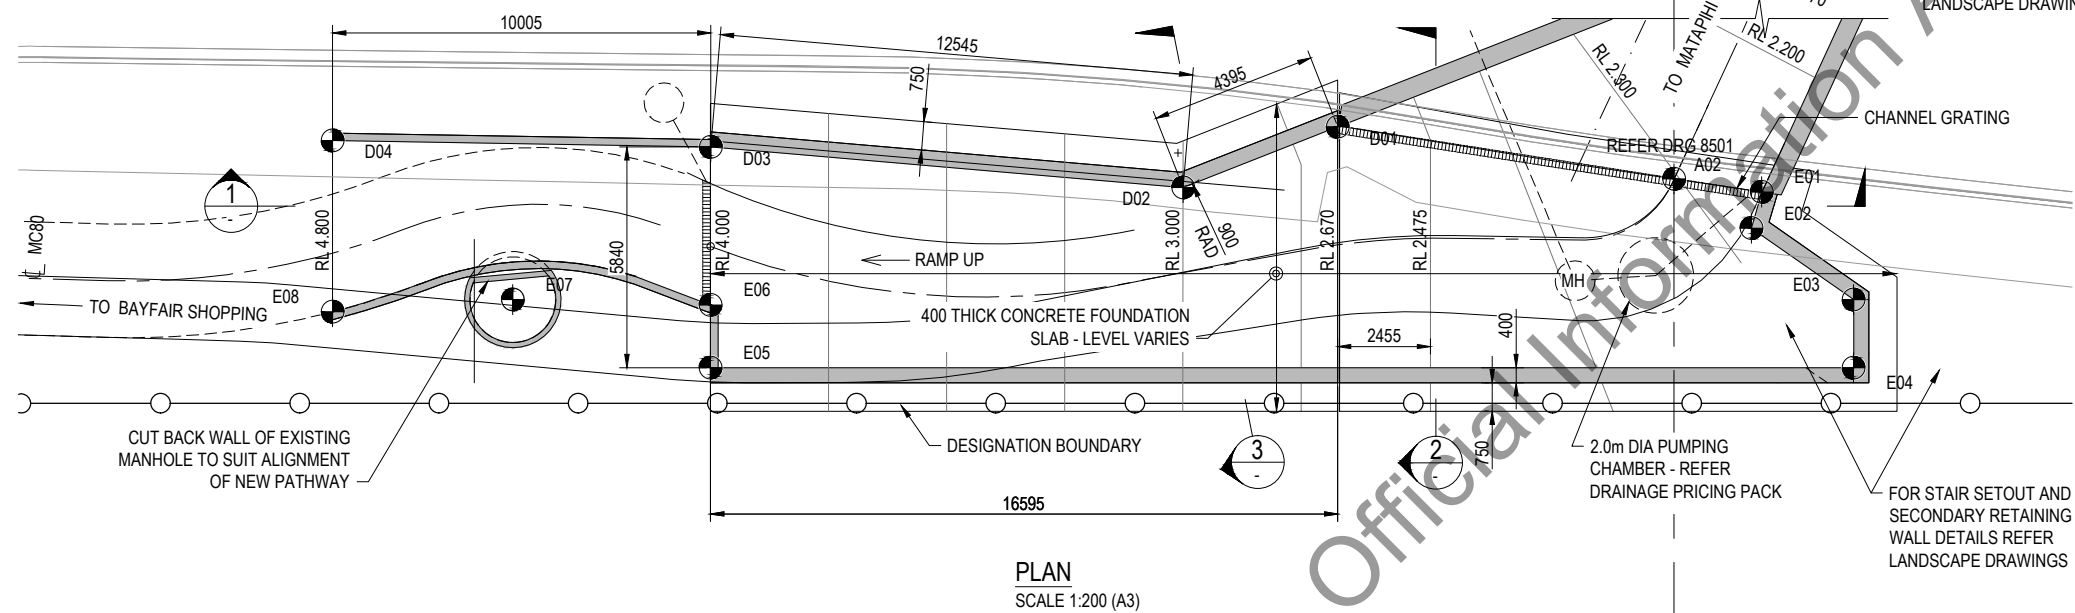 LANDSCAPE DRAWIN
10005
12545
750
4395
RL 2.300
TO MATAPIHI
RL 2.200
CHANNEL GRATING
D04
D03
D01
REFER DRG 8501
A02
E01
E02
1
-
D02
MC80
RL 4.800
5840
RL 4.000
RAMP UP
RL 3.000
900
RAD
RL 2.670
RL 2.475
MH
E03
E08
E07
E06
TO BAYFAIR SHOPPING
400 THICK CONCRETE FOUNDATION
SLAB - LEVEL VARIES
2455
400
E05
E04
CUT BACK WALL OF EXISTING
MANHOLE TO SUIT ALIGNMENT
OF NEW PATHWAY
DESIGNATION BOUNDARY
3
-
2
-
750
2.0m DIA PUMPING
CHAMBER - REFER
DRAINAGE PRICING PACK
FOR STAIR SETOUT AND
SECONDARY RETAINING
WALL DETAILS REFER
LANDSCAPE DRAWINGS
16595
PLAN
SCALE 1:200 (A3)
Official Information A